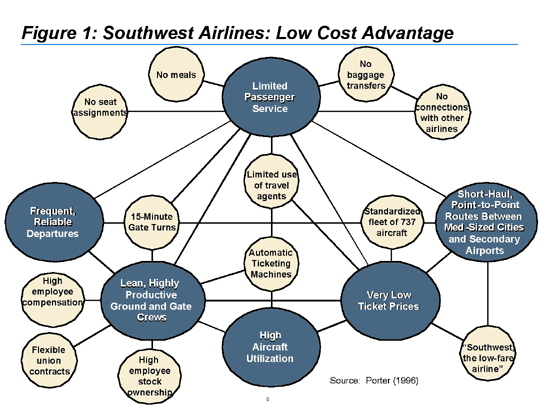 Figure 1: Southwest Airlines: Low Cost Advantage
No meals
No
baggage
transfers
Limited
Passenger
Service
No seat
assignments
No
connections
with other
airlines
Limited use
of travel
agents
Frequent,
Reliable
Departures
15-Minute
Gate Turns
Standardized
fleet of 737
aircraft
Short-Haul,
Point-to-Point
Routes Between
Med-Sized Cities
and Secondary
Airports
Automatic
Ticketing
Machines
High
employee
compensation
Lean, Highly
Productive
Ground and Gate
Crews
Very Low
Ticket Prices
High
Aircraft
Utilization
Flexible
union
contracts
High
employee
stock
ownership
"Southwest,
the low-fare
airline"
Source: Porter (1996)
5